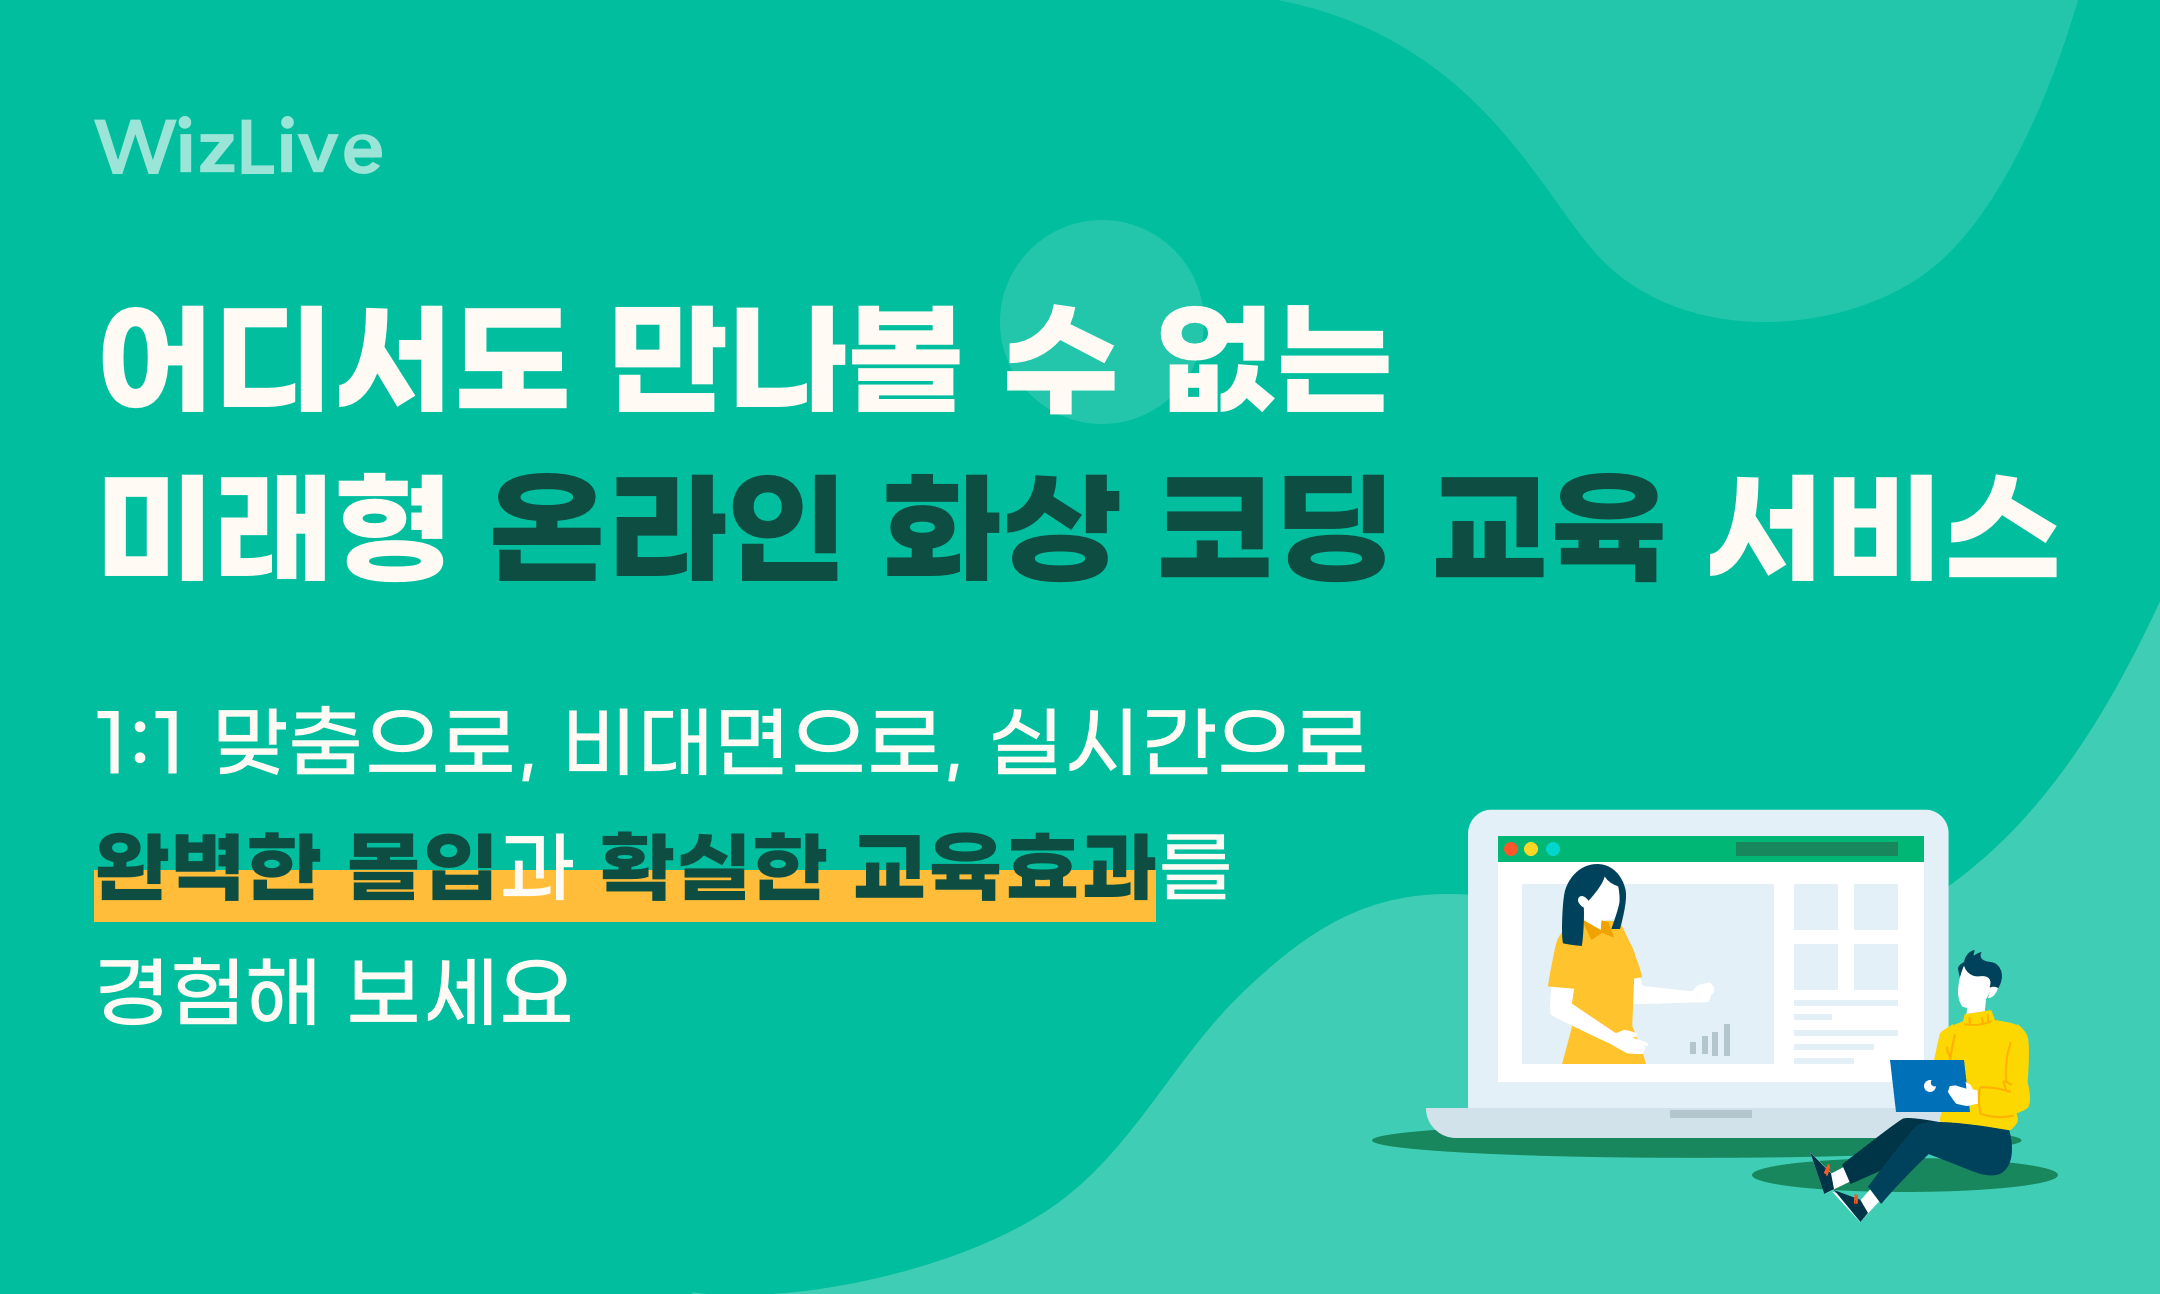 WizLive
어디서도 만나볼 수 없는
미래형 온라인 화상 코딩 교육 서비스
1:1 맞춤으로, 비대면으로, 실시간으로
완벽한 몰입과 확실한 교육효과를
경험해 보세요